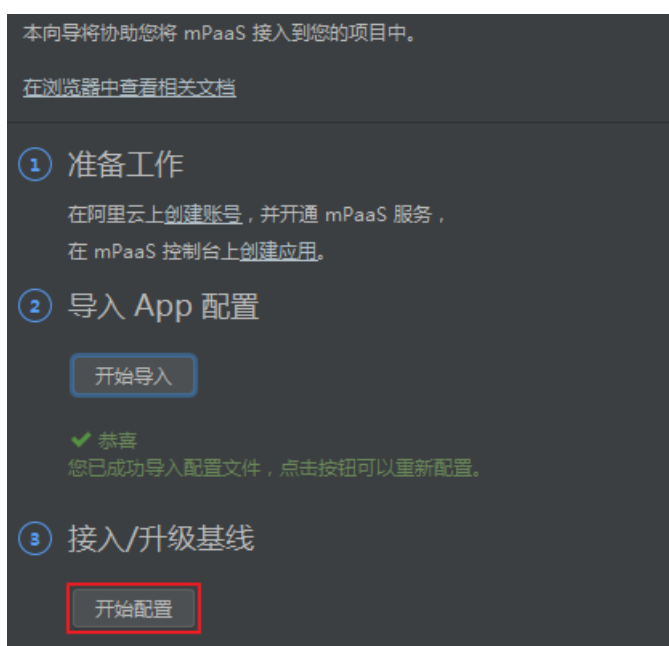 本向导将协助您将 mPaaS 接入到您的项目中。
在浏览器中查看相关文档
1 准备工作
在阿里云上创建账号，并开通 mPaaS 服务，
在 mPaaS 控制台上创建应用。
2 导入 App 配置
开始导入
✔ 恭喜
您已成功导入配置文件，点击按钮可以重新配置。
3 接入/升级基线
开始配置